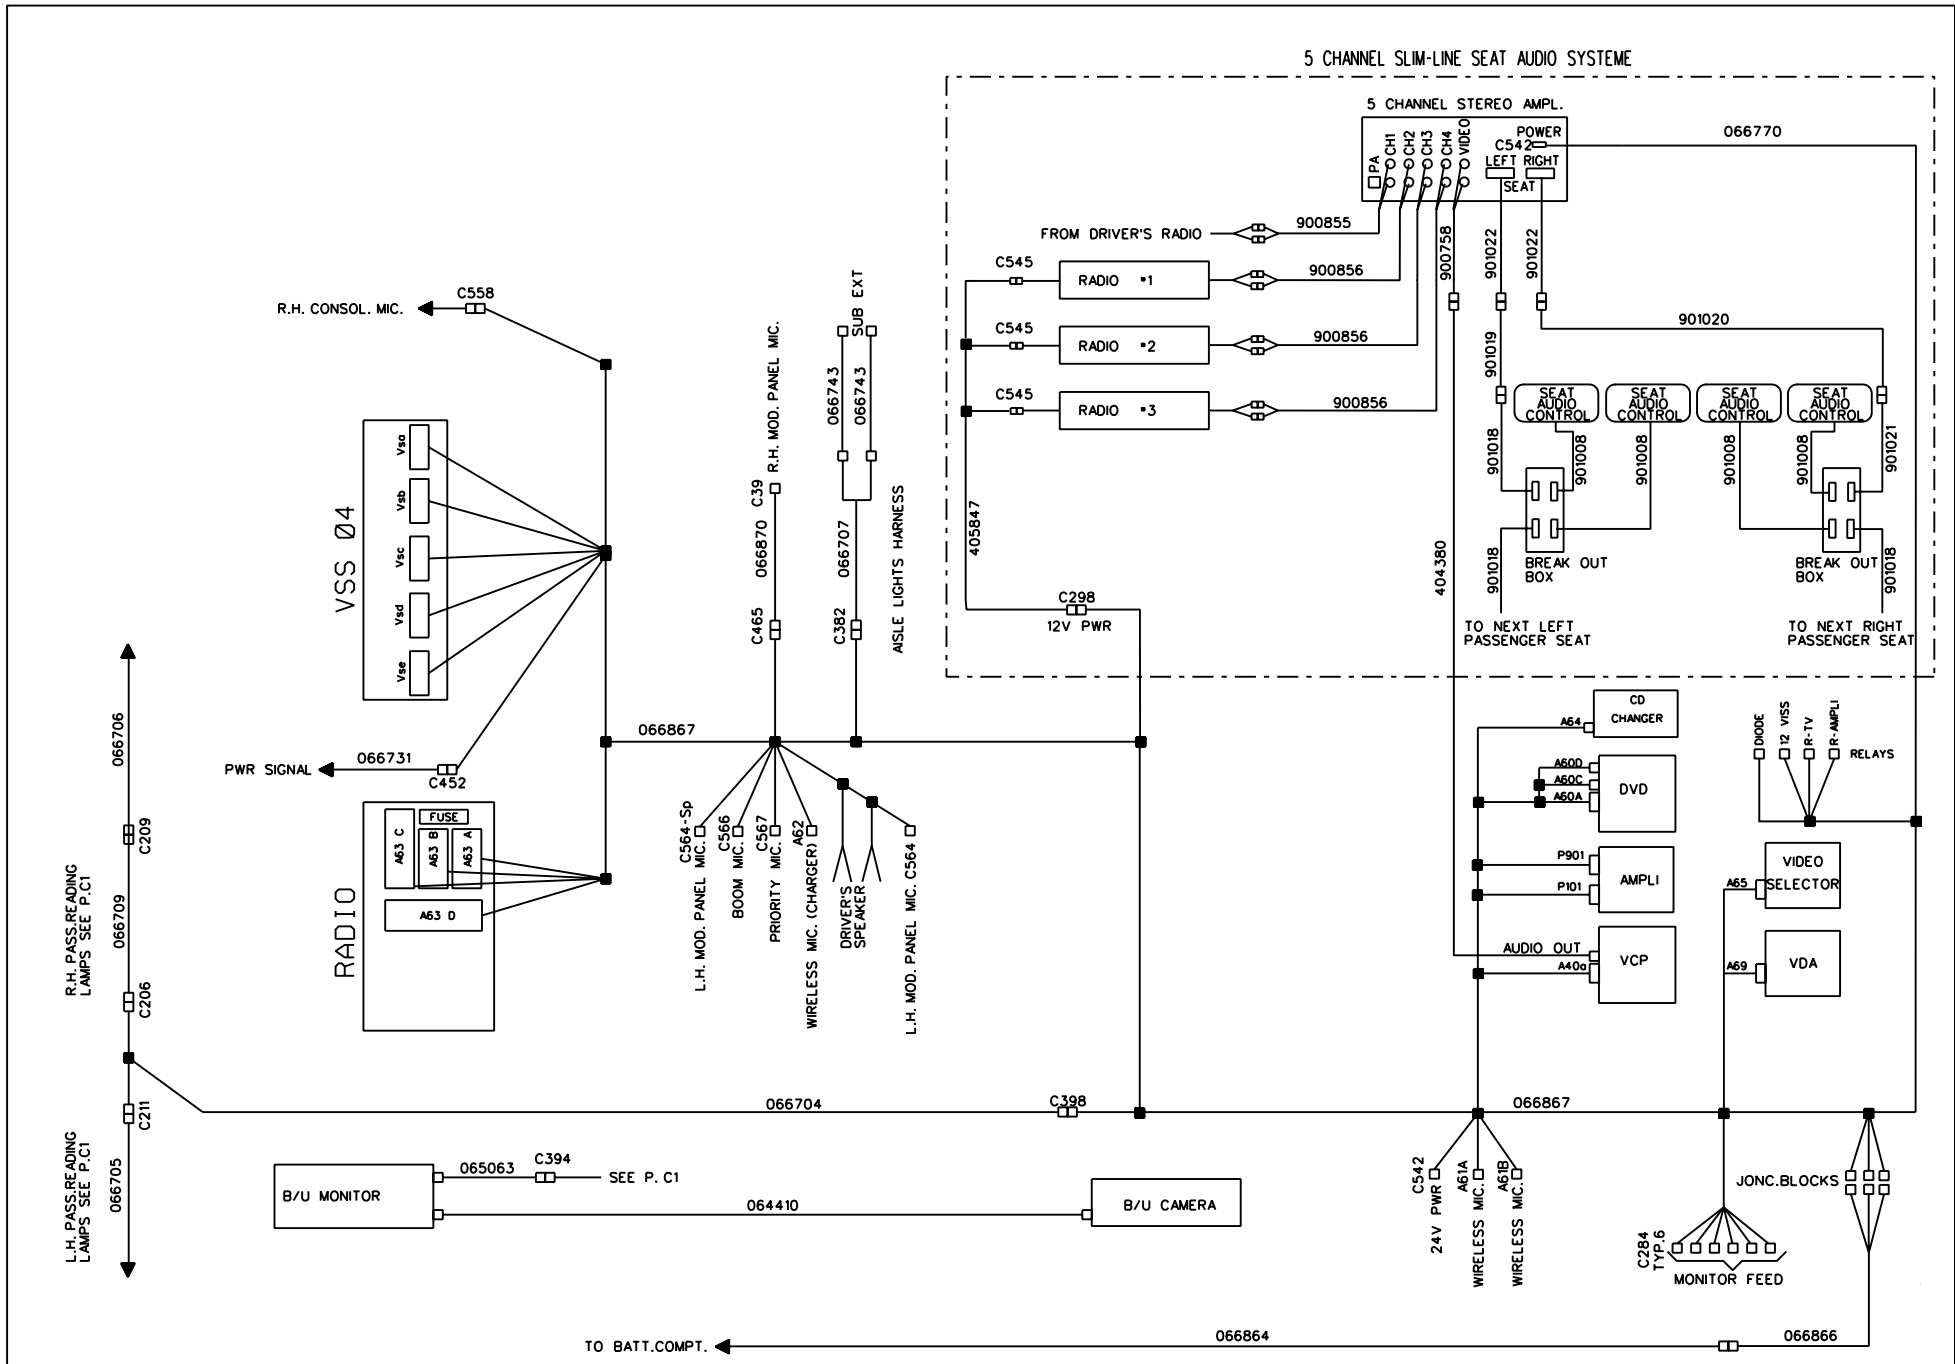 5 CHANNEL SLIM-LINE SEAT AUDIO SYSTEME
5 CHANNEL STEREO AMPL.
PA
CH1
CH2
CH3
CH4
VIDEO
POWER
C542
LEFT RIGHT
SEAT
066770
FROM DRIVER'S RADIO
900855
C545
RADIO #1
900856
C545
RADIO #2
900856
C545
RADIO #3
900856
900758
901022
901022
901020
901019
SEAT AUDIO CONTROL
SEAT AUDIO CONTROL
SEAT AUDIO CONTROL
SEAT AUDIO CONTROL
901018
901008
901008
901008
901008
901021
BREAK OUT
BOX
BREAK OUT
BOX
901018
901018
TO NEXT LEFT
PASSENGER SEAT
TO NEXT RIGHT
PASSENGER SEAT
405847
404380
C298
12V PWR
R.H. CONSOL. MIC.
C558
VSS 04
Vsa
Vsb
Vsc
Vsd
Vse
PWR SIGNAL
066731
C452
RADIO
A63 C
FUSE
A63 B
A63 A
A63 D
066867
R.H. MOD. PANEL MIC.
C39
066870
C465
SUB EXT
066743
066743
066707
C382
AISLE LIGHTS HARNESS
L.H. MOD. PANEL MIC.
C564-Sp
BOOM MIC.
C566
PRIORITY MIC.
C567
WIRELESS MIC. (CHARGER)
A62
DRIVER'S
SPEAKER
L.H. MOD. PANEL MIC. C564
066706
C209
R.H. PASS.READING
LAMPS SEE P.C1
066709
C206
C211
L.H. PASS.READING
LAMPS SEE P.C1
066705
066704
C398
066867
CD
CHANGER
A64
DVD
A60D
A60C
A60A
AMPLI
P901
P101
VCP
AUDIO OUT
A40a
DIODE
12 VISS
R-TV
R-AMPLI
RELAYS
VIDEO
SELECTOR
A65
VDA
A69
B/U MONITOR
065063
C394
SEE P. C1
064410
B/U CAMERA
24V PWR
C542
WIRELESS MIC.
A61A
WIRELESS MIC.
A61B
C284
TYP.6
MONITOR FEED
JONC.BLOCKS
TO BATT.COMPT.
066864
066866